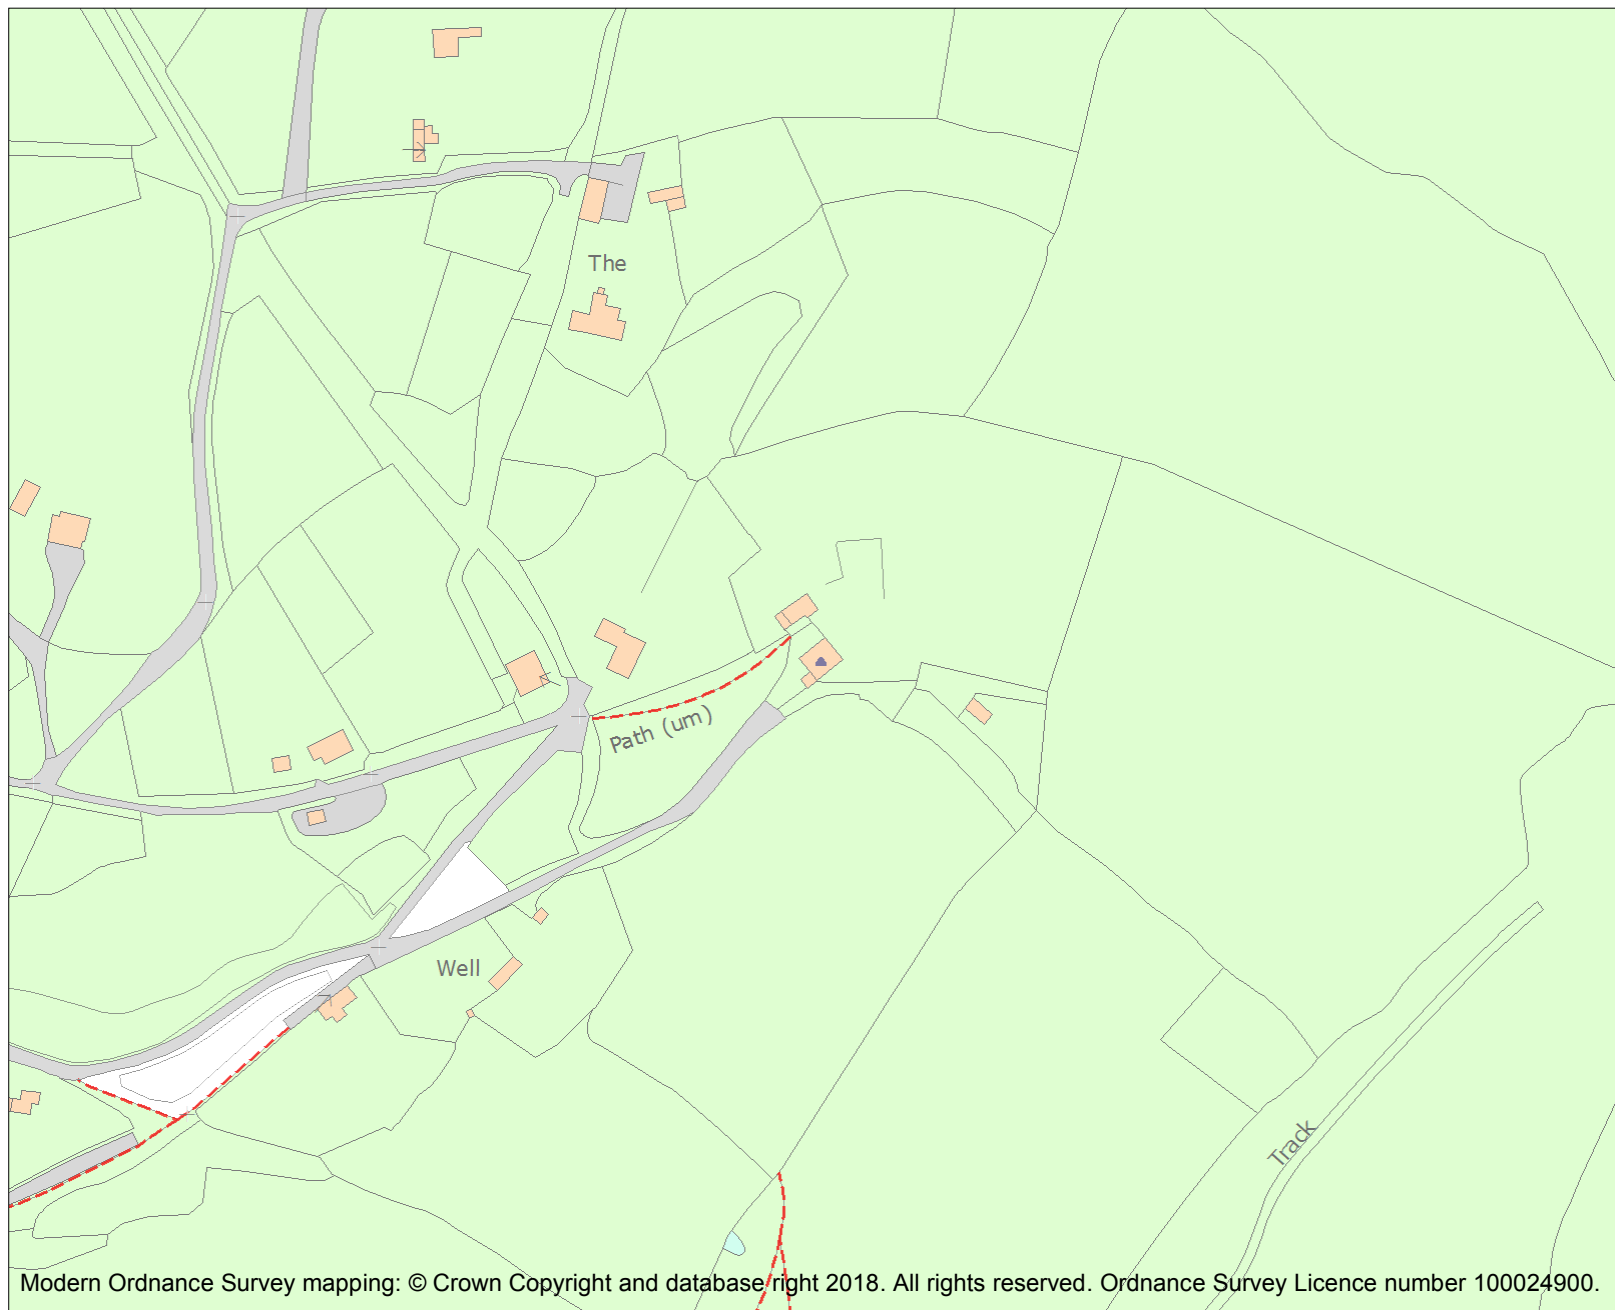 The
Path (um)
Well
Track
Modern Ordnance Survey mapping: © Crown Copyright and database right 2018. All rights reserved. Ordnance Survey Licence number 100024900.